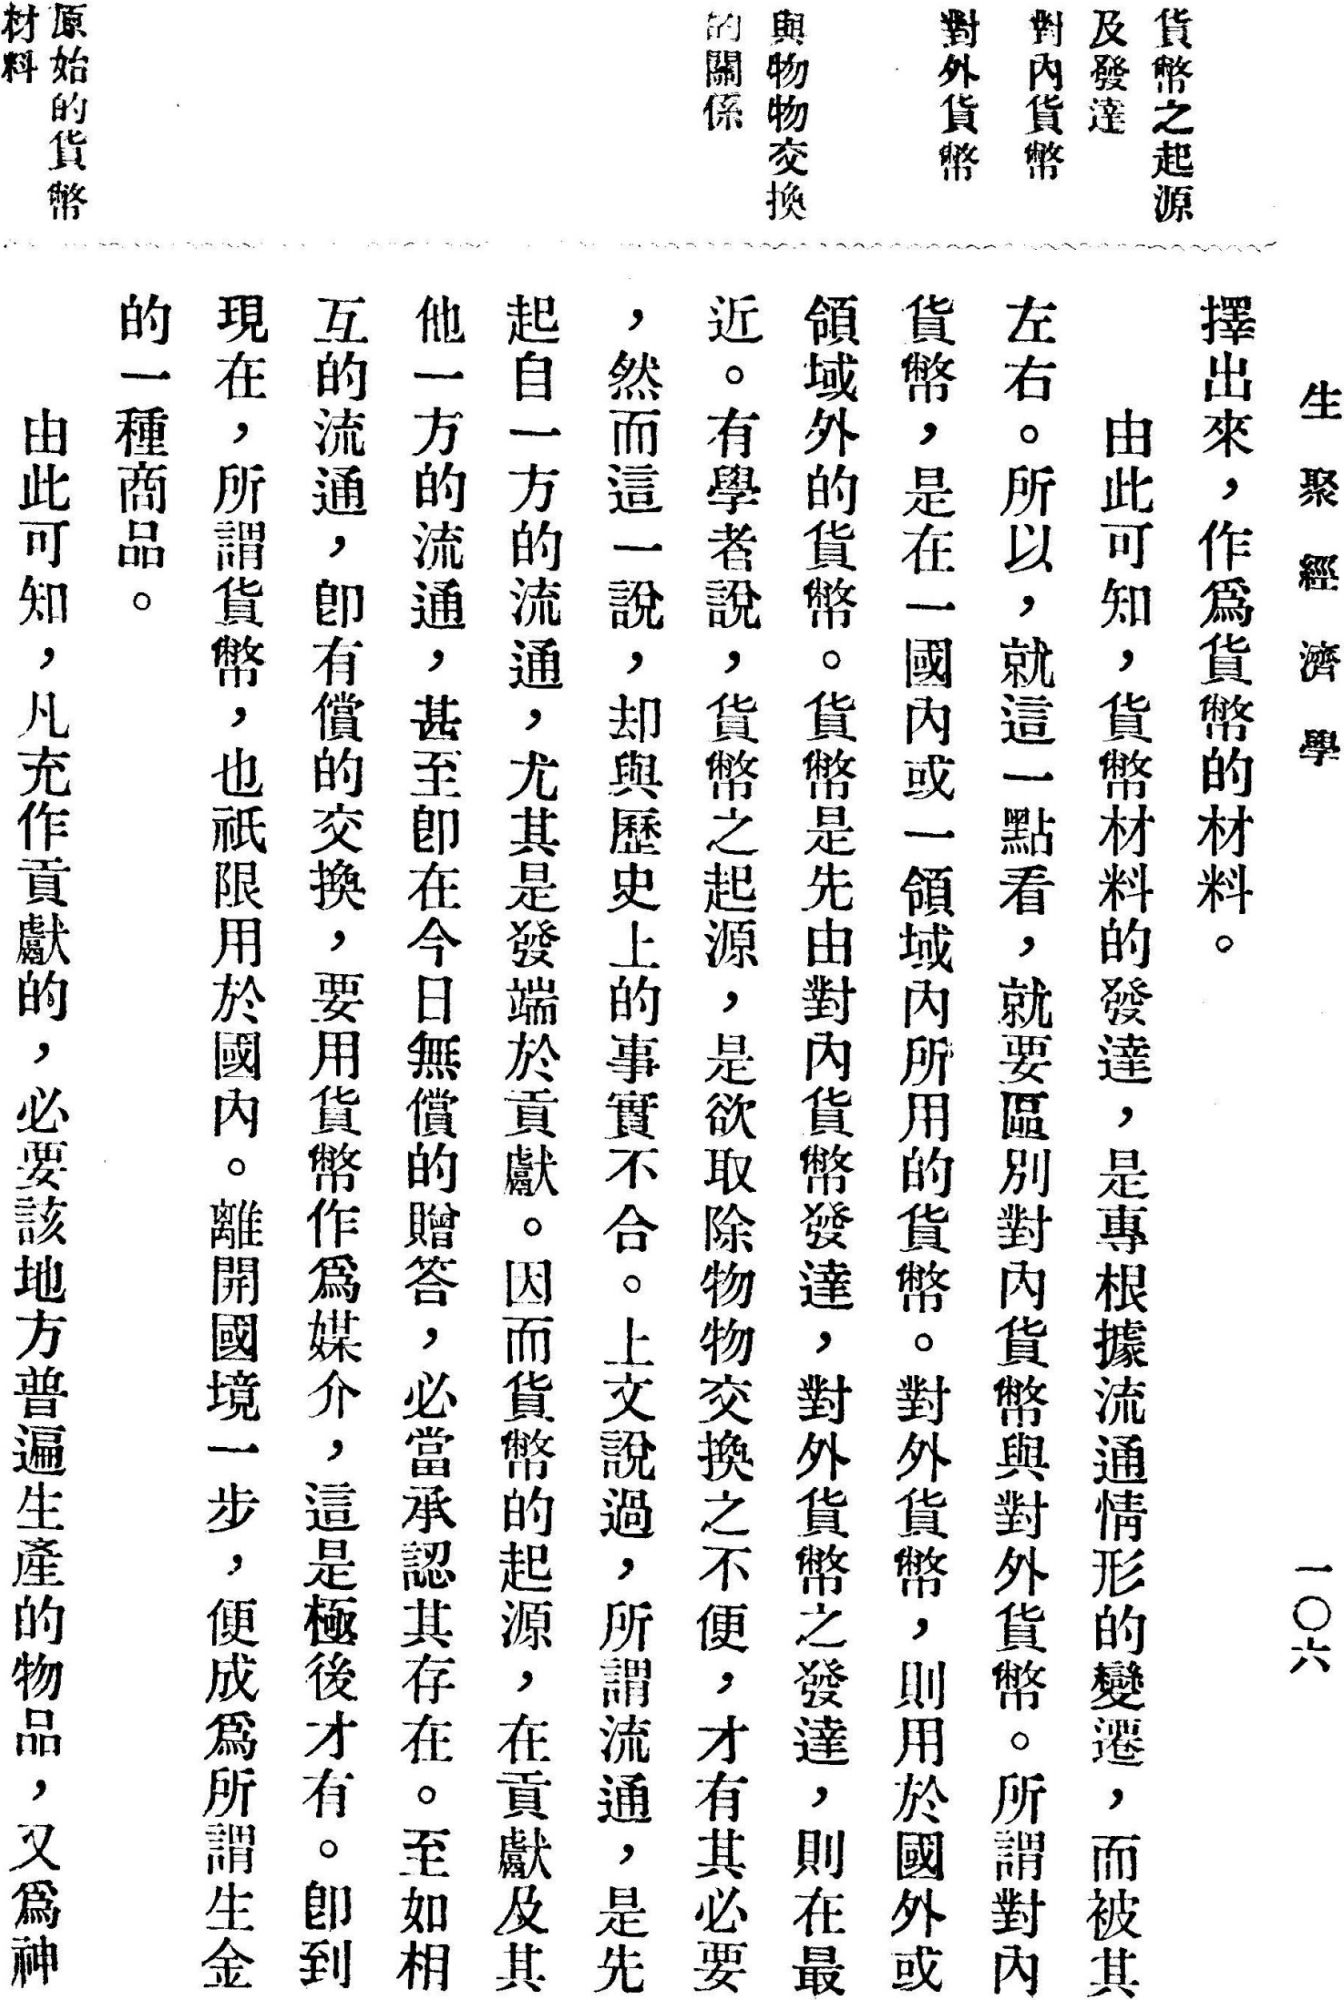 生聚經濟學
一〇六
貨幣之起源
及發達
對內貨幣
對外貨幣
與物物交換
的關係
原始的貨幣
材料
擇出來，作爲貨幣的材料。
由此可知，貨幣材料的發達，是專根據流通情形的變遷，而被其
左右。所以，就這一點看，就要區別對內貨幣與對外貨幣。所謂對內
貨幣，是在一國內或一領域內所用的貨幣。對外貨幣，則用於國外或
領域外的貨幣。貨幣是先由對內貨幣發達，對外貨幣之發達，則在最
近。有學者說，貨幣之起源，是欲取除物物交換之不便，才有其必要
，然而這一說，却與歷史上的事實不合。上文說過，所謂流通，是先
起自一方的流通，尤其是發端於貢獻。因而貨幣的起源，在貢獻及其
他一方的流通，甚至卽在今日無償的贈答，必當承認其存在。至如相
互的流通，卽有償的交換，要用貨幣作爲媒介，這是極後才有。卽到
現在，所謂貨幣，也祇限用於國內。離開國境一步，便成爲所謂生金
的一種商品。
由此可知，凡充作貢獻的，必要該地方普遍生產的物品，又爲神